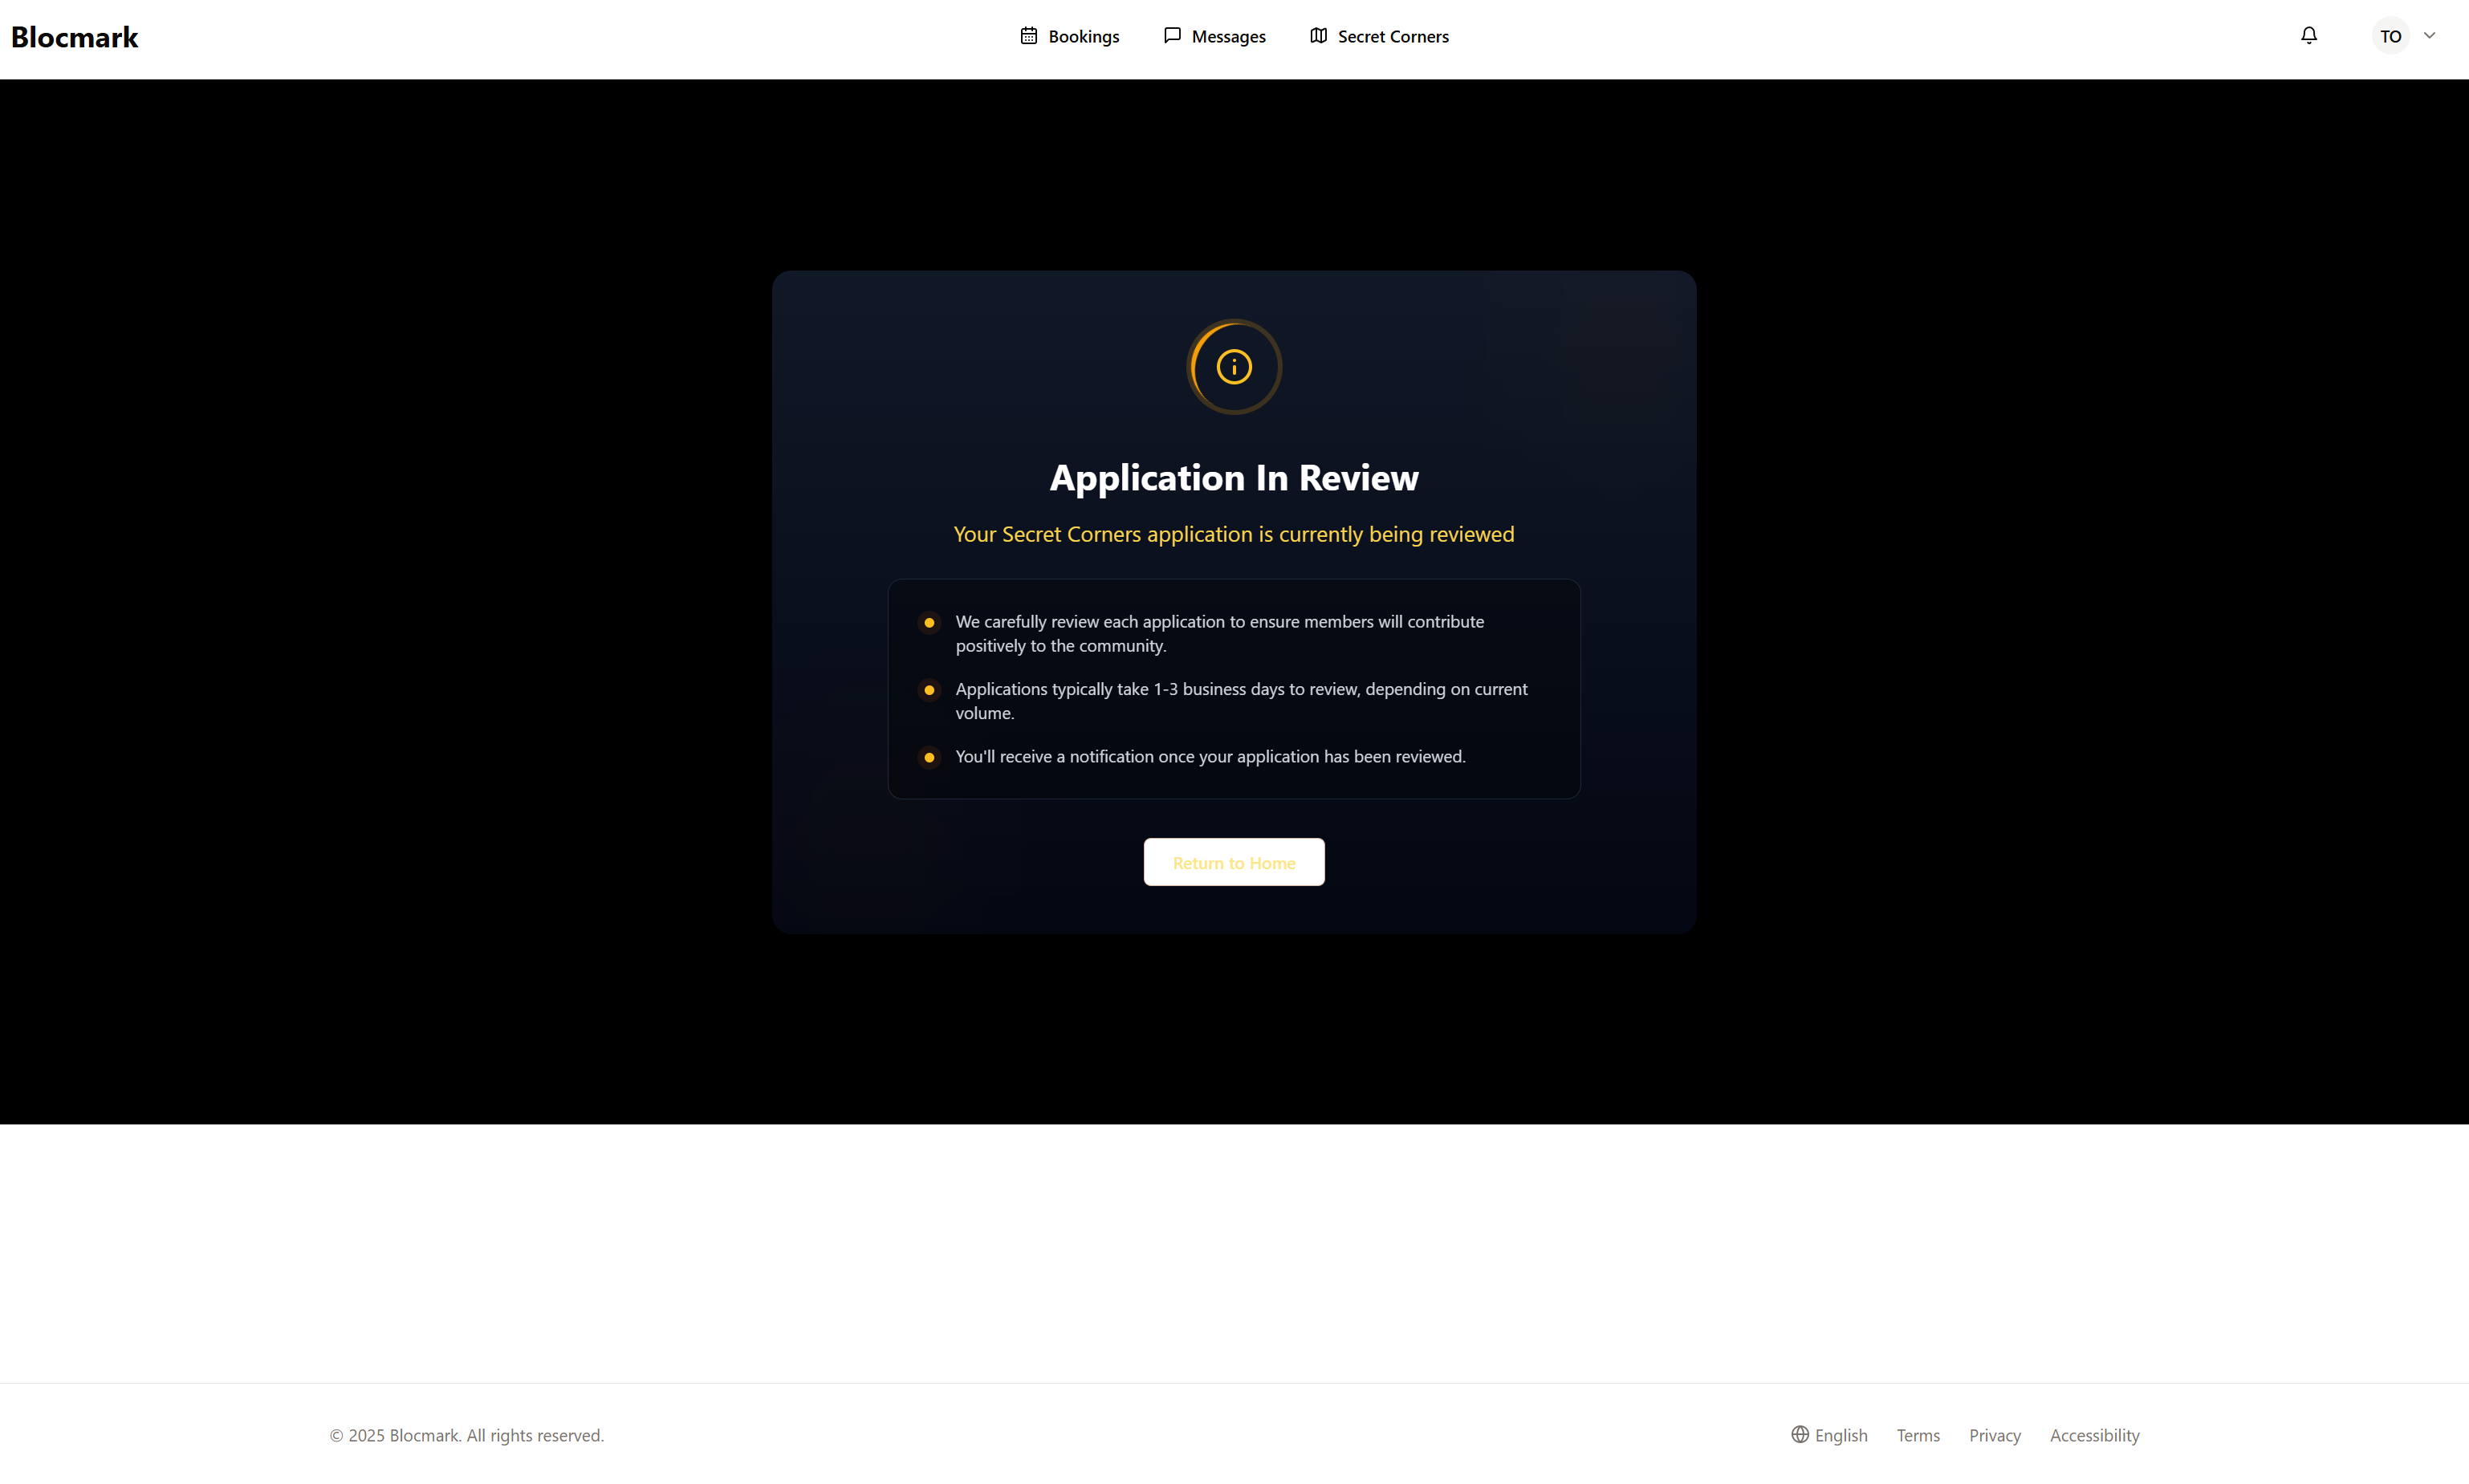 Blocmark
Bookings
Messages
Secret Corners
TO
Application In Review
Your Secret Corners application is currently being reviewed
We carefully review each application to ensure members will contribute
positively to the community.
Applications typically take 1-3 business days to review, depending on current
volume.
You'll receive a notification once your application has been reviewed.
Return to Home
© 2025 Blocmark. All rights reserved.
English
Terms
Privacy
Accessibility